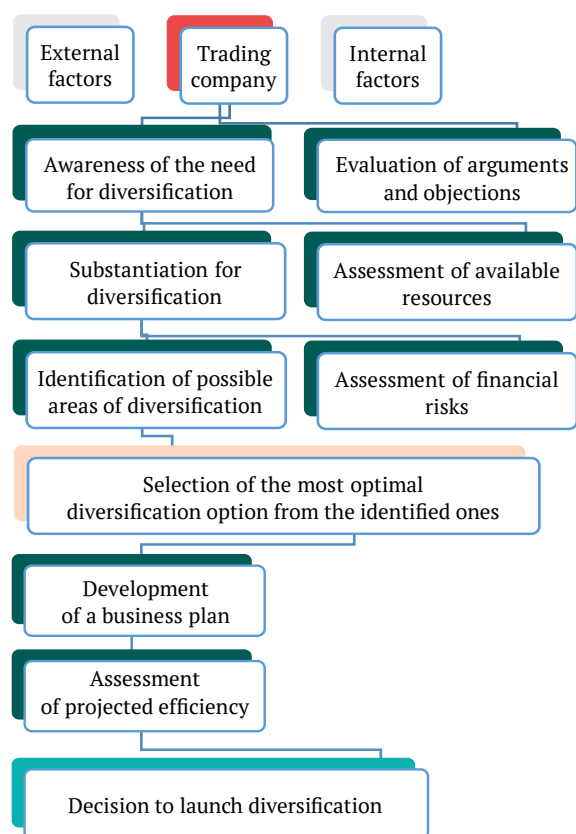 External
factors
Trading
company
Internal
factors
Awareness of the need
for diversification
Evaluation of arguments
and objections
Substantiation for
diversification
Assessment of available
resources
Identification of possible
areas of diversification
Assessment of financial
risks
Selection of the most optimal
diversification option from the identified ones
Development
of a business plan
Assessment
of projected efficiency
Decision to launch diversification